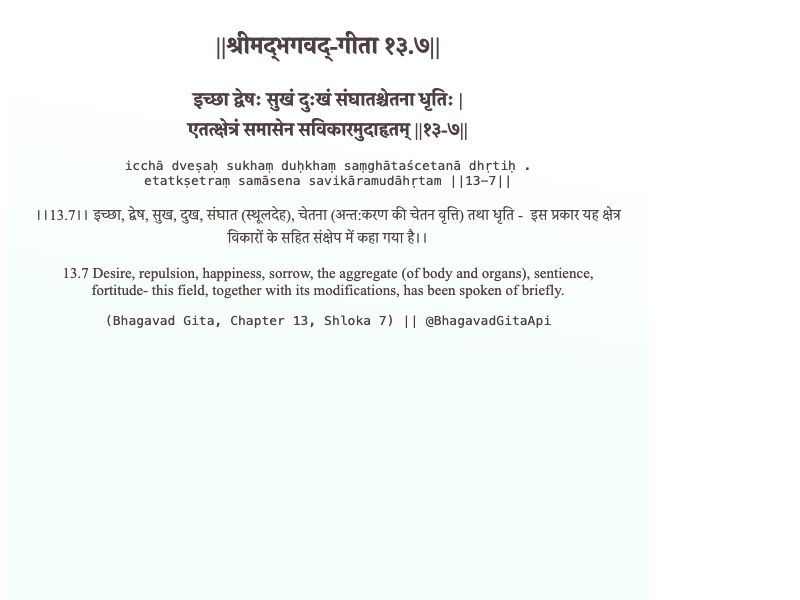 ||श्रीमद्‍भगवद्‍-गीता १३.७||
इच्छा द्वेषः सुखं दुःखं संघातश्चेतना धृतिः |
एतत्क्षेत्रं समासेन सविकारमुदाहृतम् ||१३-७||
icchā dveṣaḥ sukhaṃ duḥkhaṃ saṃghātaścetanā dhṛtiḥ .
etatkṣetraṃ samāsena savikāramudāhṛtam ||13-7||
।।13.7।। इच्छा, द्वेष, सुख, दुख, संघात (स्थूलदेह), चेतना (अन्त:करण की चेतन वृत्ति) तथा धृति - इस प्रकार यह क्षेत्र
विकारों के सहित संक्षेप में कहा गया है।।
13.7 Desire, repulsion, happiness, sorrow, the aggregate (of body and organs), sentience,
fortitude- this field, together with its modifications, has been spoken of briefly.
(Bhagavad Gita, Chapter 13, Shloka 7) || @BhagavadGitaApi